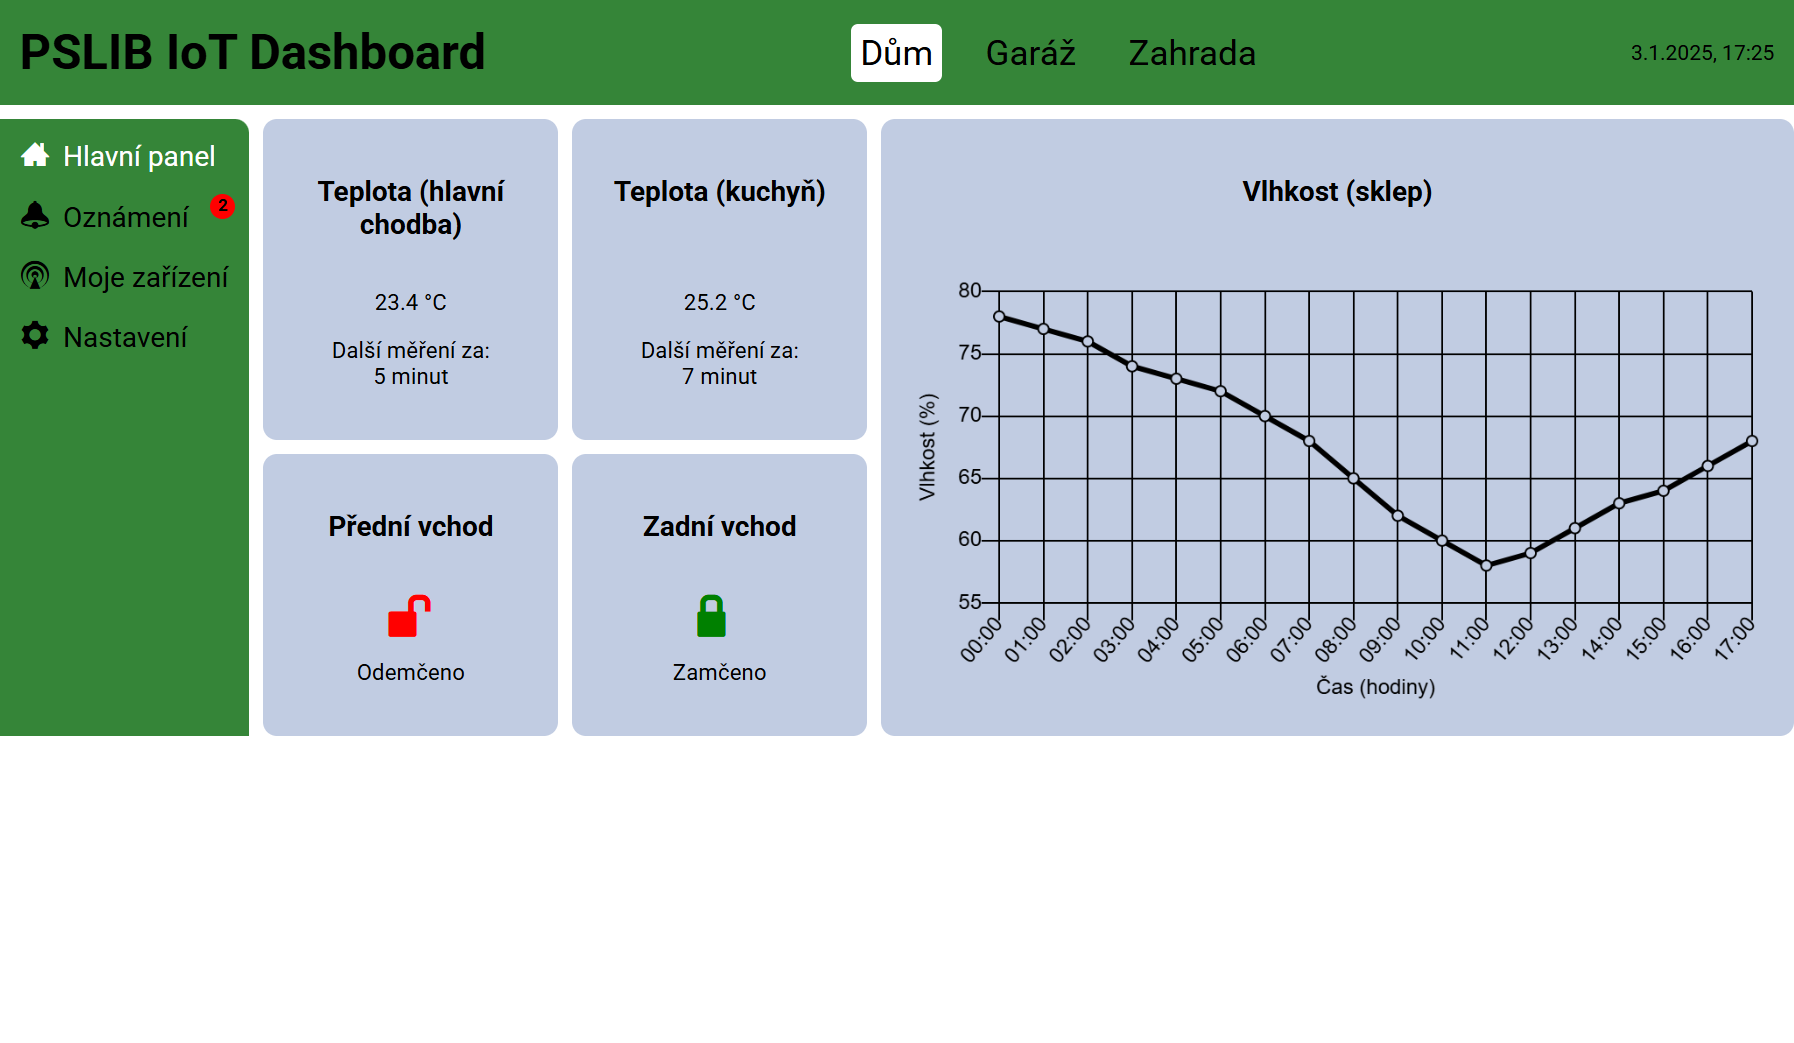 PSLIB IoT Dashboard
Dům
Garáž
Zahrada
3.1.2025, 17:25
Hlavní panel
Oznámení
2
Moje zařízení
Nastavení
Teplota (hlavní
chodba)
23.4 °C
Další měření za:
5 minut
Teplota (kuchyň)
25.2 °C
Další měření za:
7 minut
Přední vchod
Odemčeno
Zadní vchod
Zamčeno
Vlhkost (sklep)
Vlhkost (%)
80
75
70
65
60
55
00:00
01:00
02:00
03:00
04:00
05:00
06:00
07:00
08:00
09:00
10:00
11:00
12:00
13:00
14:00
15:00
16:00
17:00
Čas (hodiny)